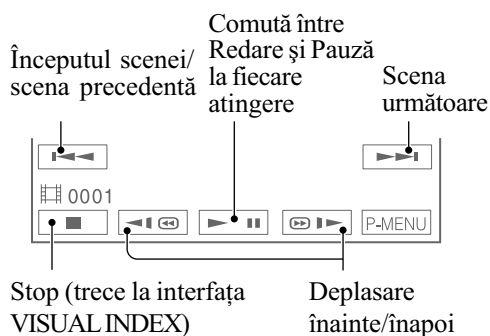 Începutul scenei/
scena precedentă
Comută între
Redare şi Pauză
la fiecare
atingere
Scena
următoare
0001
P-MENU
Stop (trece la interfaţa
VISUAL INDEX)
Deplasare
înainte/înapoi